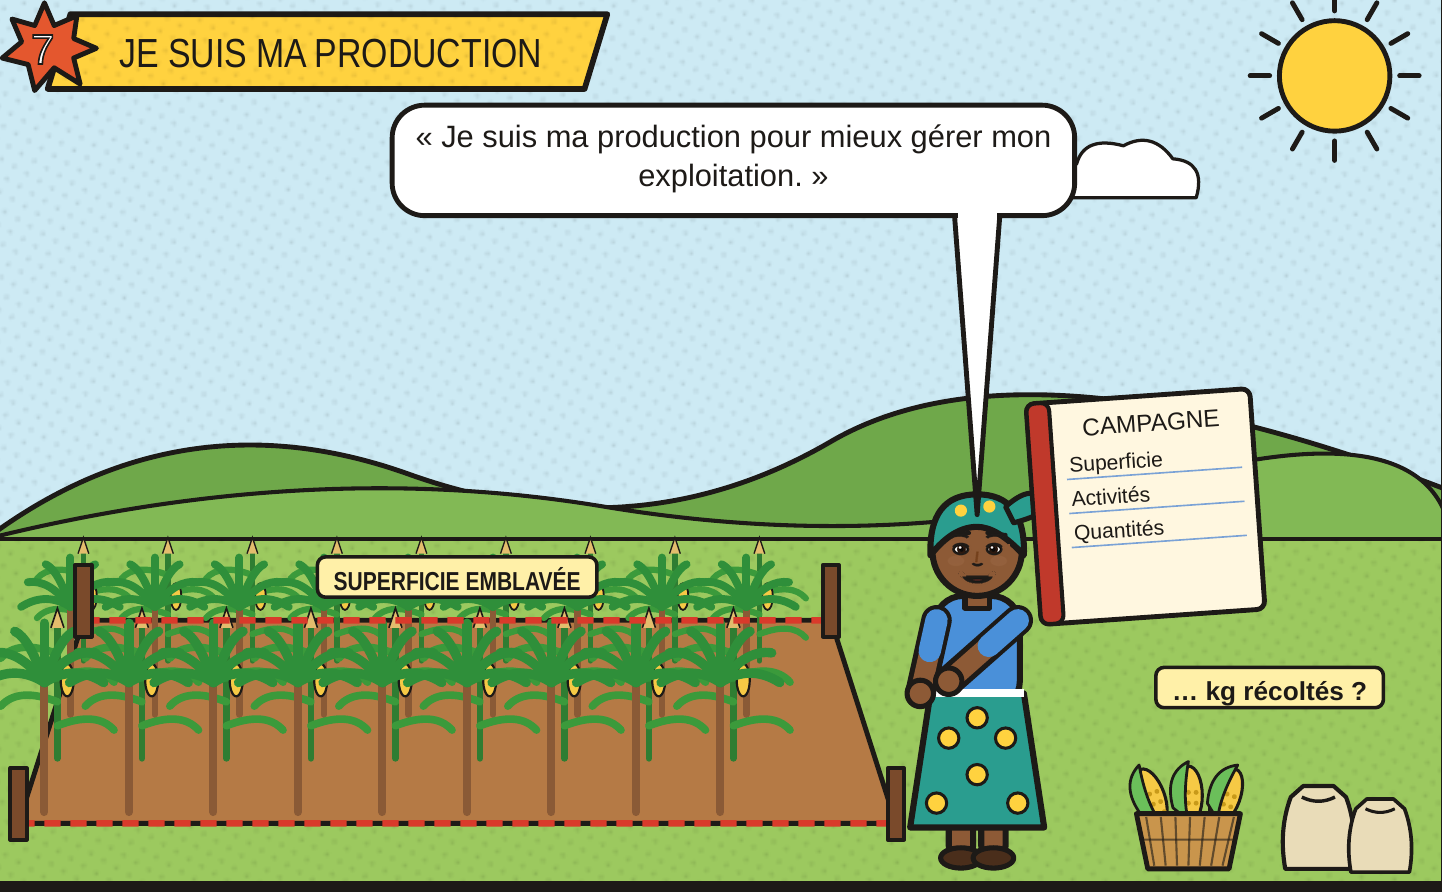 7
JE SUIS MA PRODUCTION
« Je suis ma production pour mieux gérer mon
exploitation. »
CAMPAGNE
Superficie
Activités
Quantités
SUPERFICIE EMBLAVÉE
… kg récoltés ?